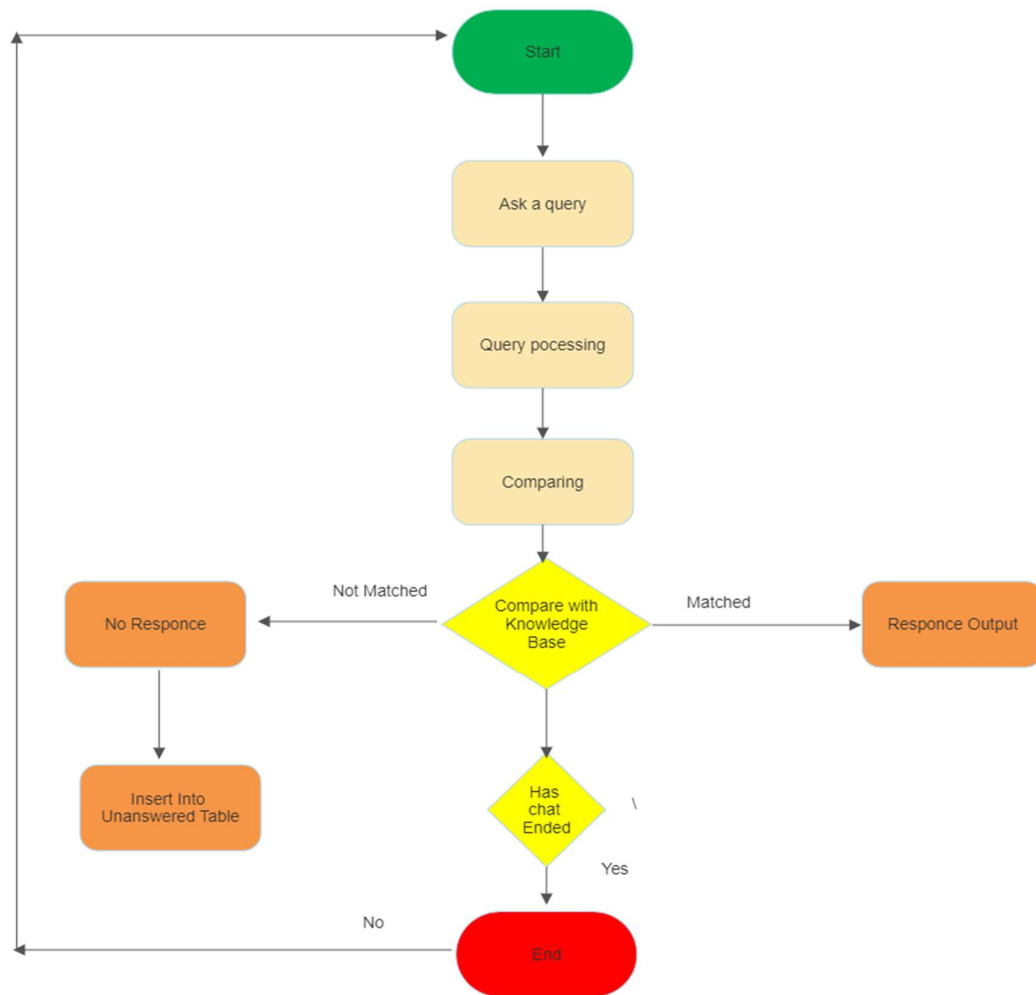 Start
Ask a query
Query pocessing
Comparing
Not Matched
Compare with
Knowledge
Base
Matched
No Responce
Responce Output
Insert Into
Unanswered Table
Has
chat
Ended
\
Yes
No
End